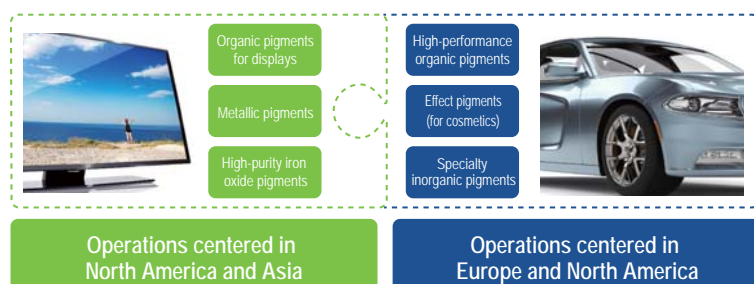 Organic pigments
for displays
Metallic pigments
High-purity iron
oxide pigments
High-performance
organic pigments
Effect pigments
(for cosmetics)
Specialty
inorganic pigments
Operations centered in
North America and Asia
Operations centered in
Europe and North America